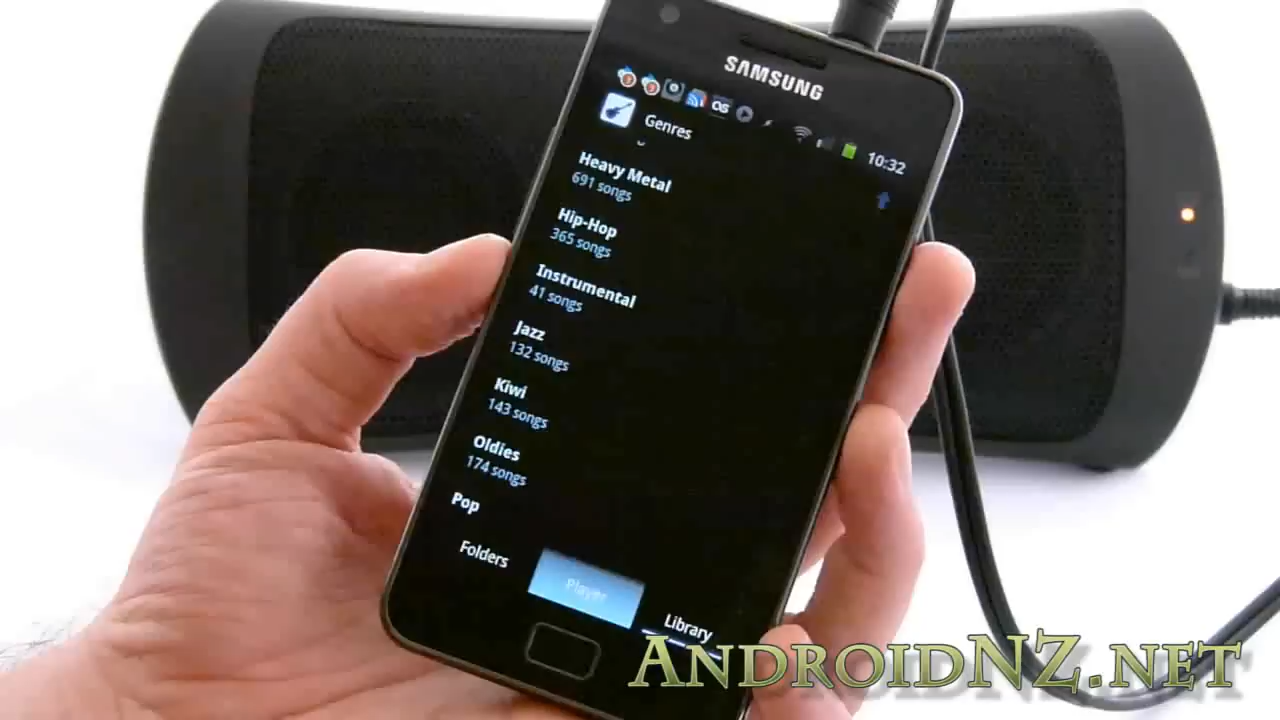 SAMSUNG
as
10:32
Genres
Heavy Metal
691 songs
Hip-Hop
365 songs
Instrumental
41 songs
Jazz
132 songs
Kiwi
143 songs
Oldies
174 songs
Pop
Folders
Player
Library
AndroidNZ.net